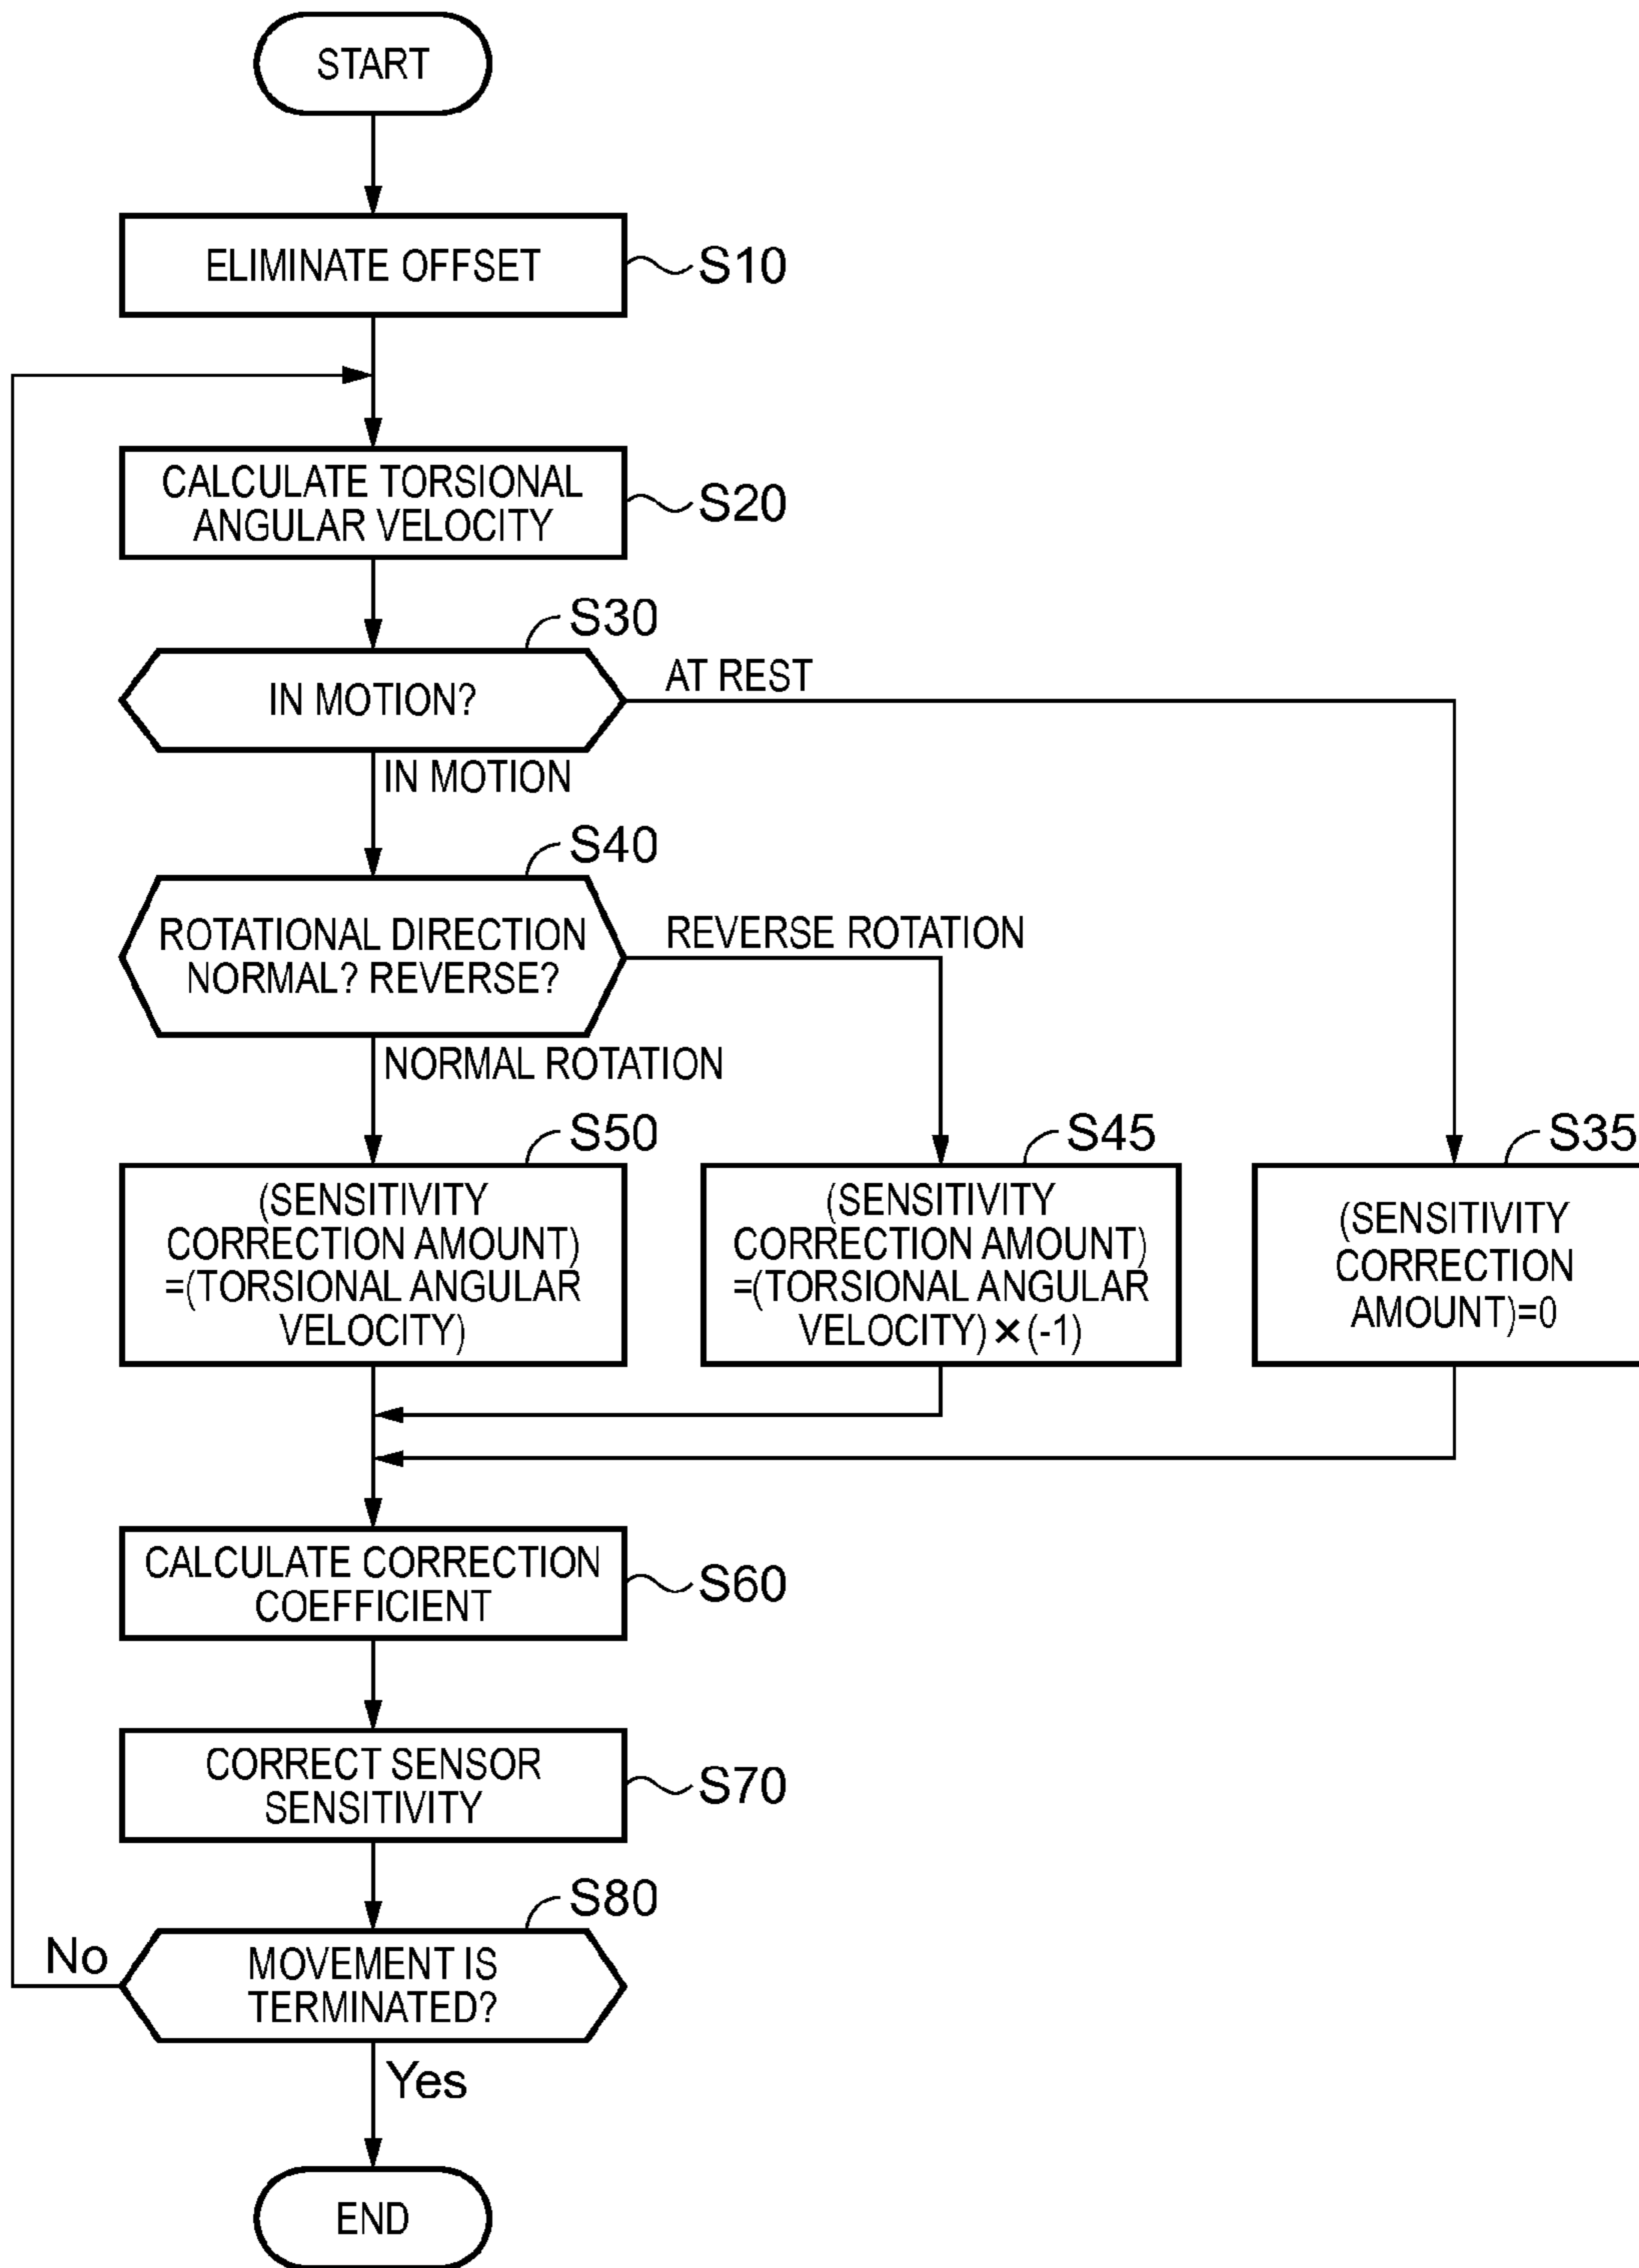 START
ELIMINATE OFFSET
S10
CALCULATE TORSIONAL
ANGULAR VELOCITY
S20
S30
IN MOTION?
AT REST
IN MOTION
S40
ROTATIONAL DIRECTION
NORMAL? REVERSE?
REVERSE ROTATION
NORMAL ROTATION
S50
(SENSITIVITY
CORRECTION AMOUNT)
=(TORSIONAL ANGULAR
VELOCITY)
S45
(SENSITIVITY
CORRECTION AMOUNT)
=(TORSIONAL ANGULAR
VELOCITY)×(-1)
S35
(SENSITIVITY
CORRECTION
AMOUNT)=0
CALCULATE CORRECTION
COEFFICIENT
S60
CORRECT SENSOR
SENSITIVITY
S70
S80
MOVEMENT IS
TERMINATED?
No
Yes
END